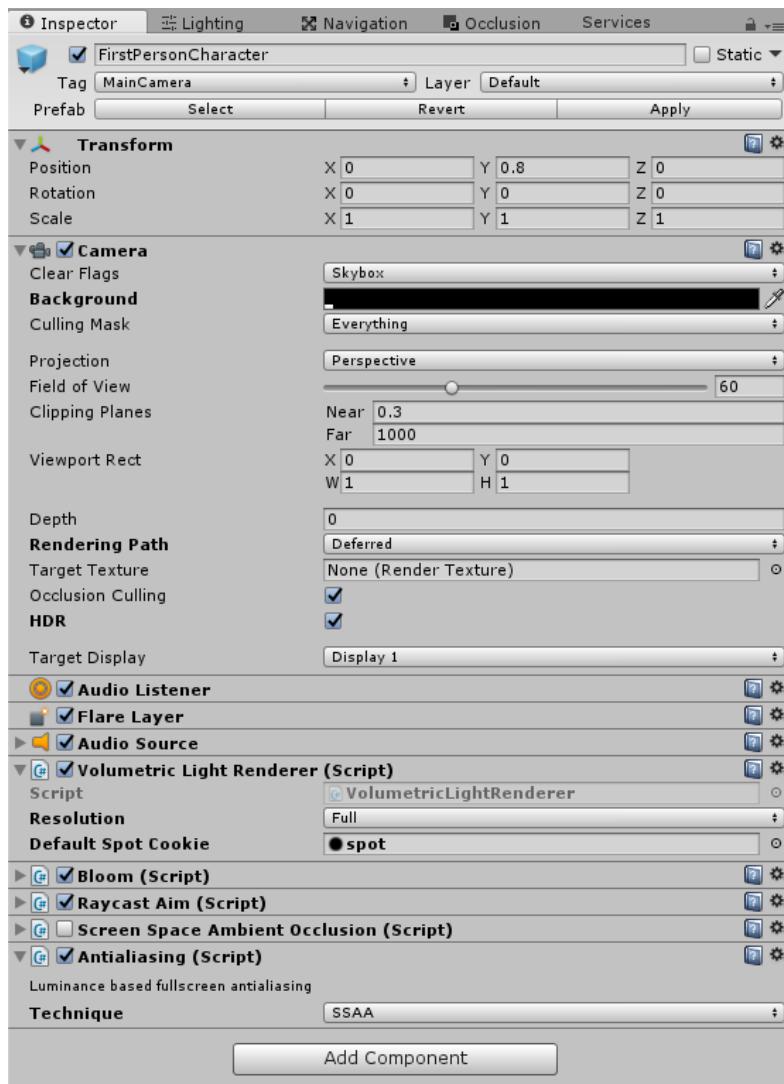 Inspector Lighting Navigation Occlusion Services
FirstPersonCharacter Static
Tag MainCamera Layer Default
Prefab Select Revert Apply
Transform
Position X 0 Y 0.8 Z 0
Rotation X 0 Y 0 Z 0
Scale X 1 Y 1 Z 1
Camera
Clear Flags Skybox
Background
Culling Mask Everything
Projection Perspective
Field of View 60
Clipping Planes Near 0.3
Far 1000
Viewport Rect X 0 Y 0
W 1 H 1
Depth 0
Rendering Path Deferred
Target Texture None (Render Texture)
Occlusion Culling
HDR
Target Display Display 1
Audio Listener
Flare Layer
Audio Source
Volumetric Light Renderer (Script)
Script VolumetricLightRenderer
Resolution Full
Default Spot Cookie spot
Bloom (Script)
Raycast Aim (Script)
Screen Space Ambient Occlusion (Script)
Antialiasing (Script)
Luminance based fullscreen antialiasing
Technique SSAA
Add Component